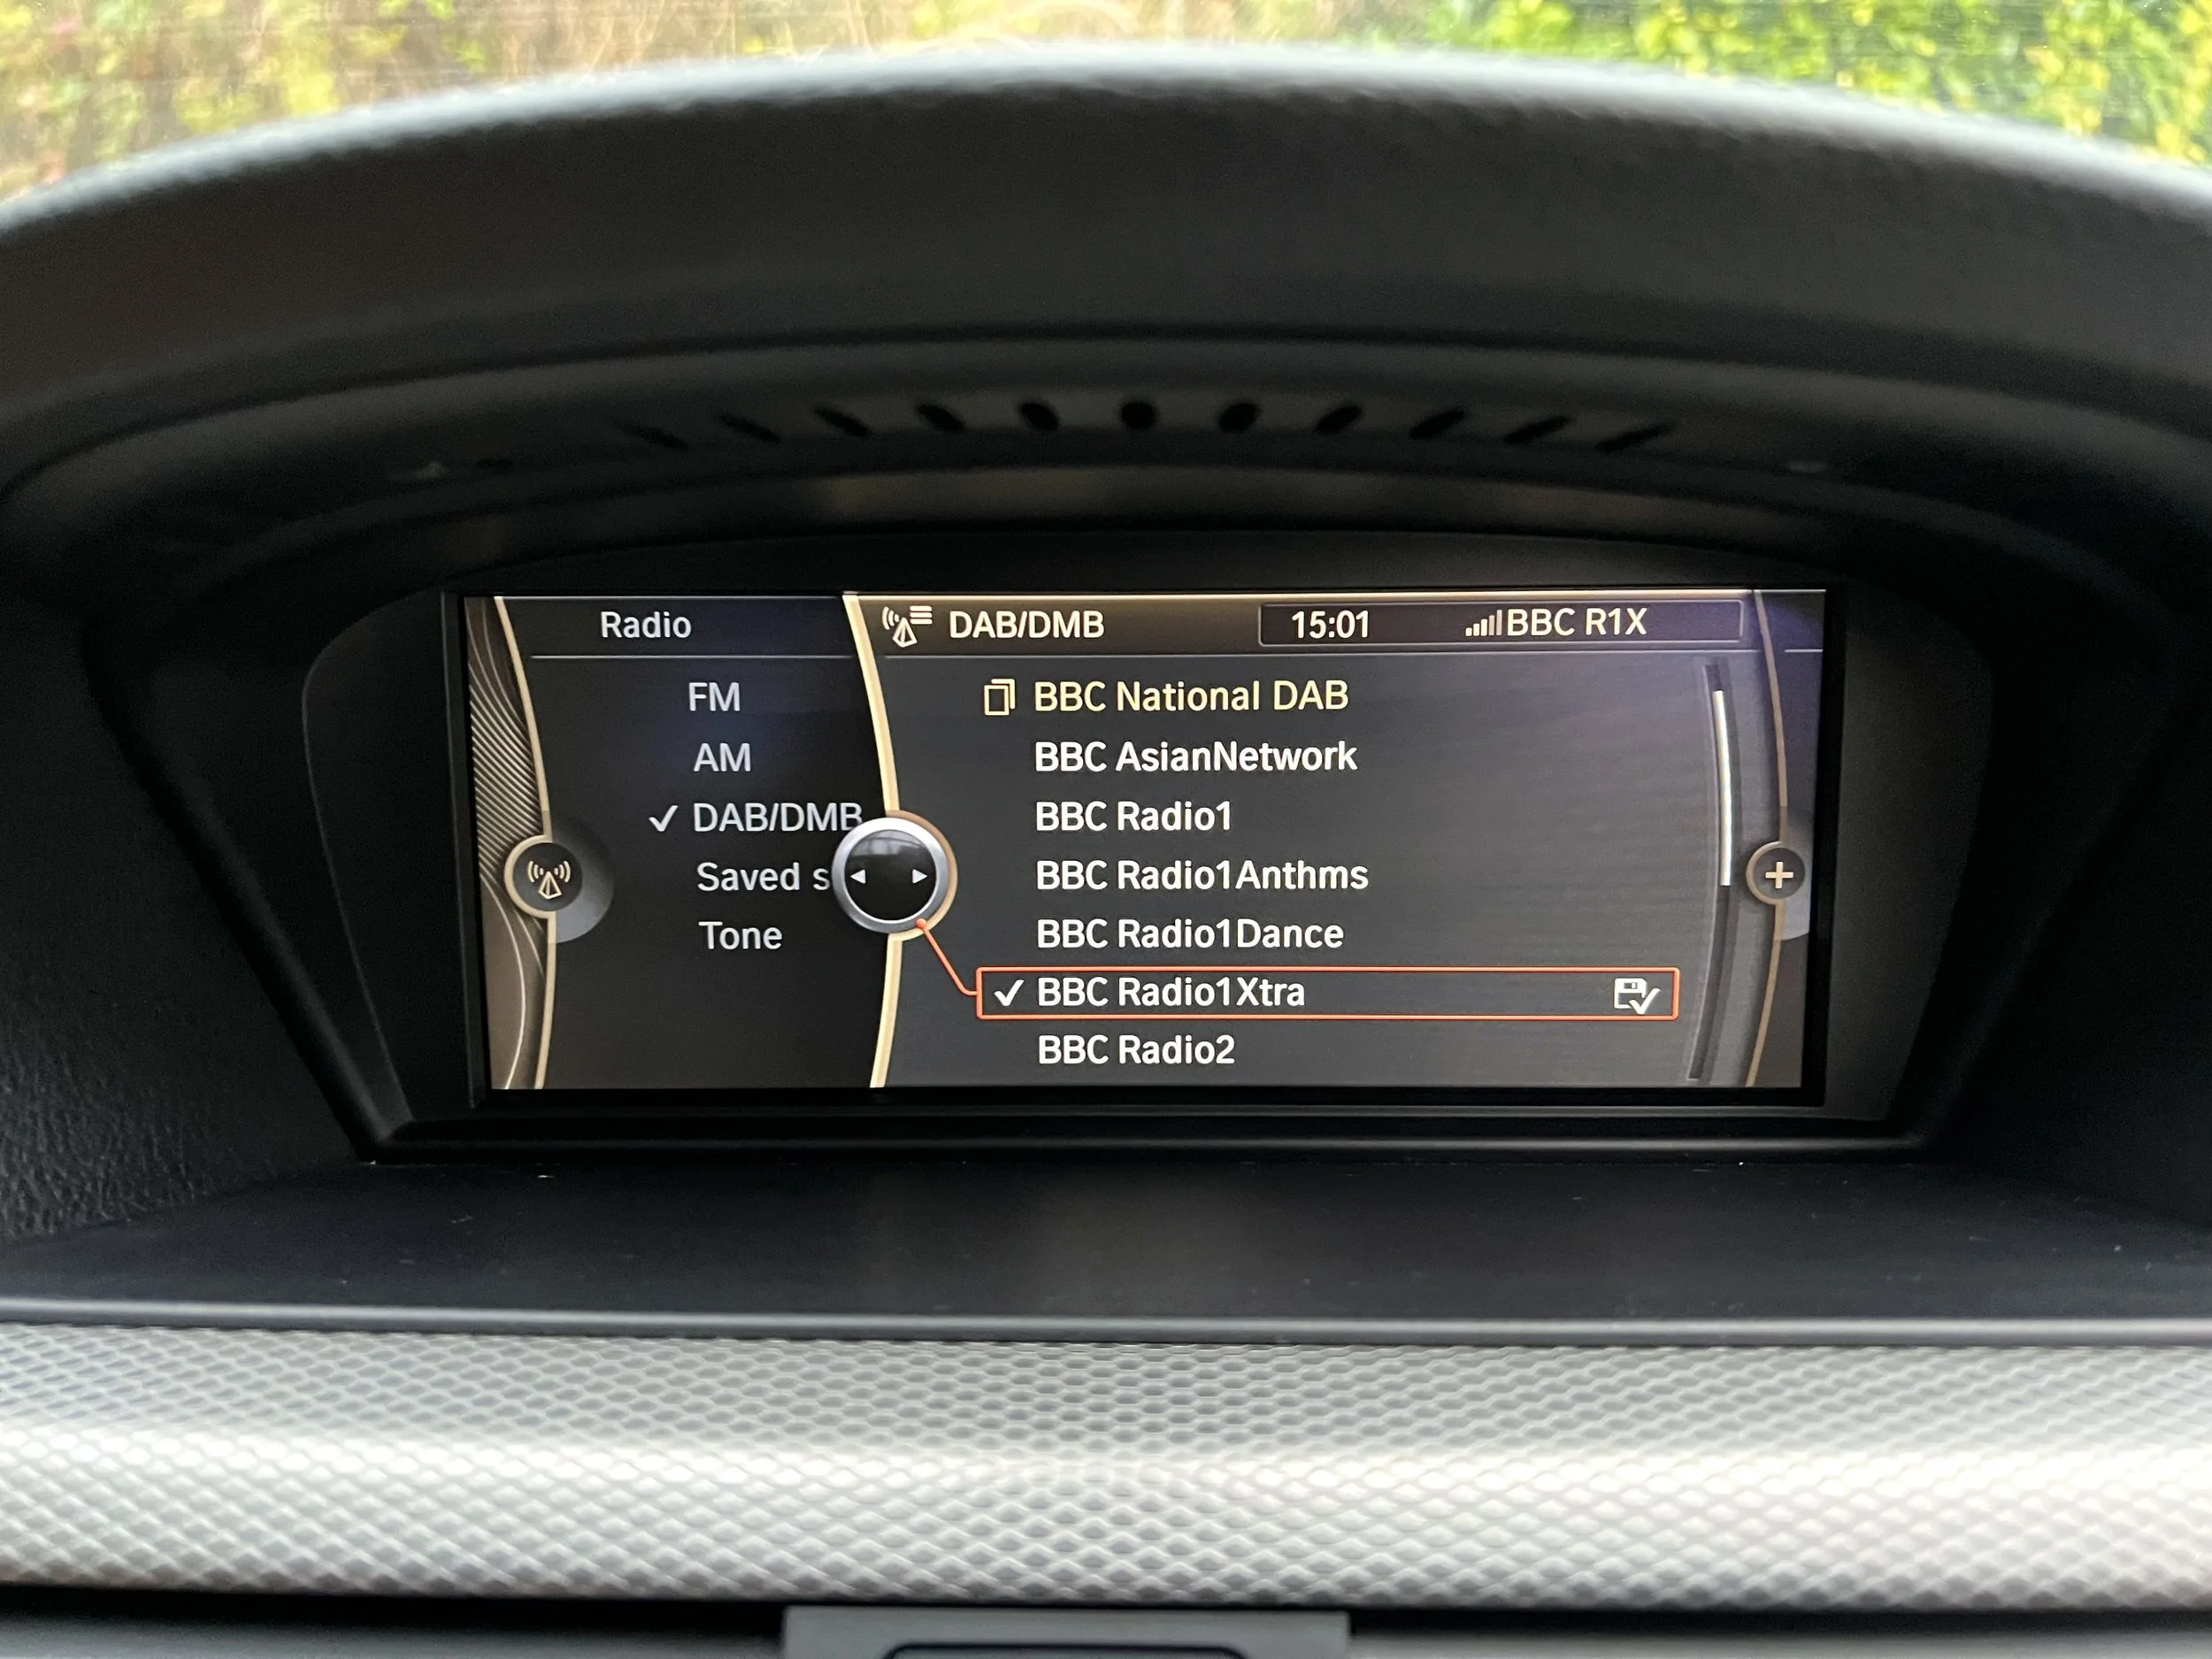 Radio
FM
AM
DAB/DMB
Saved s
Tone
DAB/DMB
15:01
BBC R1X
BBC National DAB
BBC AsianNetwork
BBC Radio1
BBC Radio1Anthms
BBC Radio1Dance
BBC Radio1Xtra
BBC Radio2